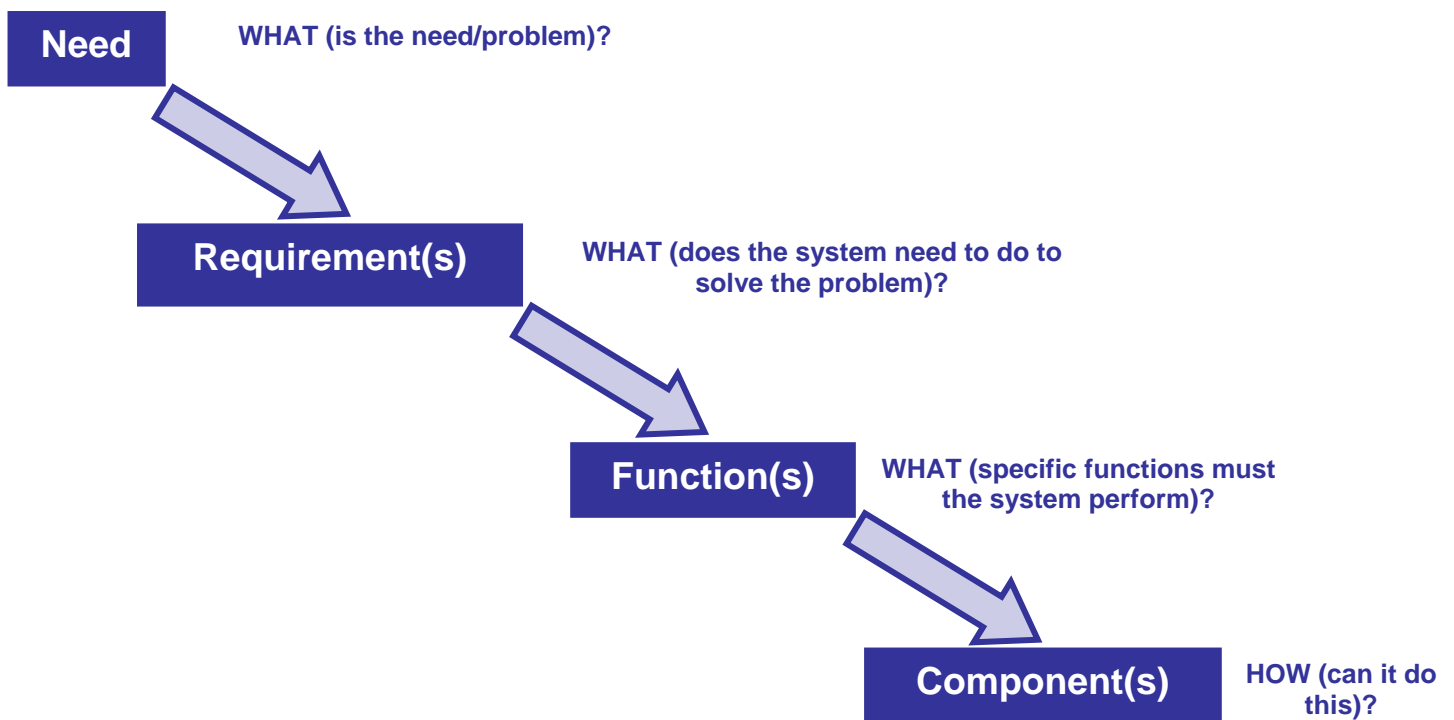 Need
WHAT (is the need/problem)?
Requirement(s)
WHAT (does the system need to do to
solve the problem)?
Function(s)
WHAT (specific functions must
the system perform)?
Component(s)
HOW (can it do
this)?